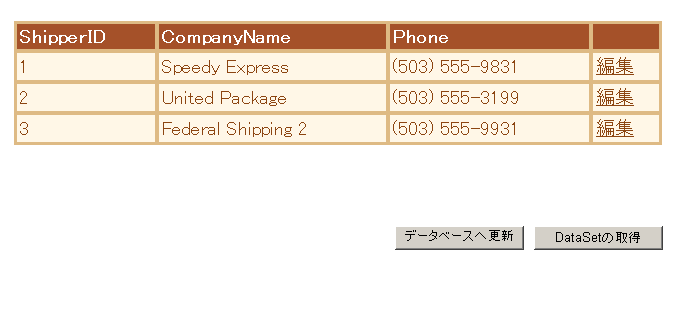 ShipperID CompanyName Phone
1 Speedy Express (503) 555-9831 編集
2 United Package (503) 555-3199 編集
3 Federal Shipping 2 (503) 555-9931 編集
データベースへ更新 DataSetの取得